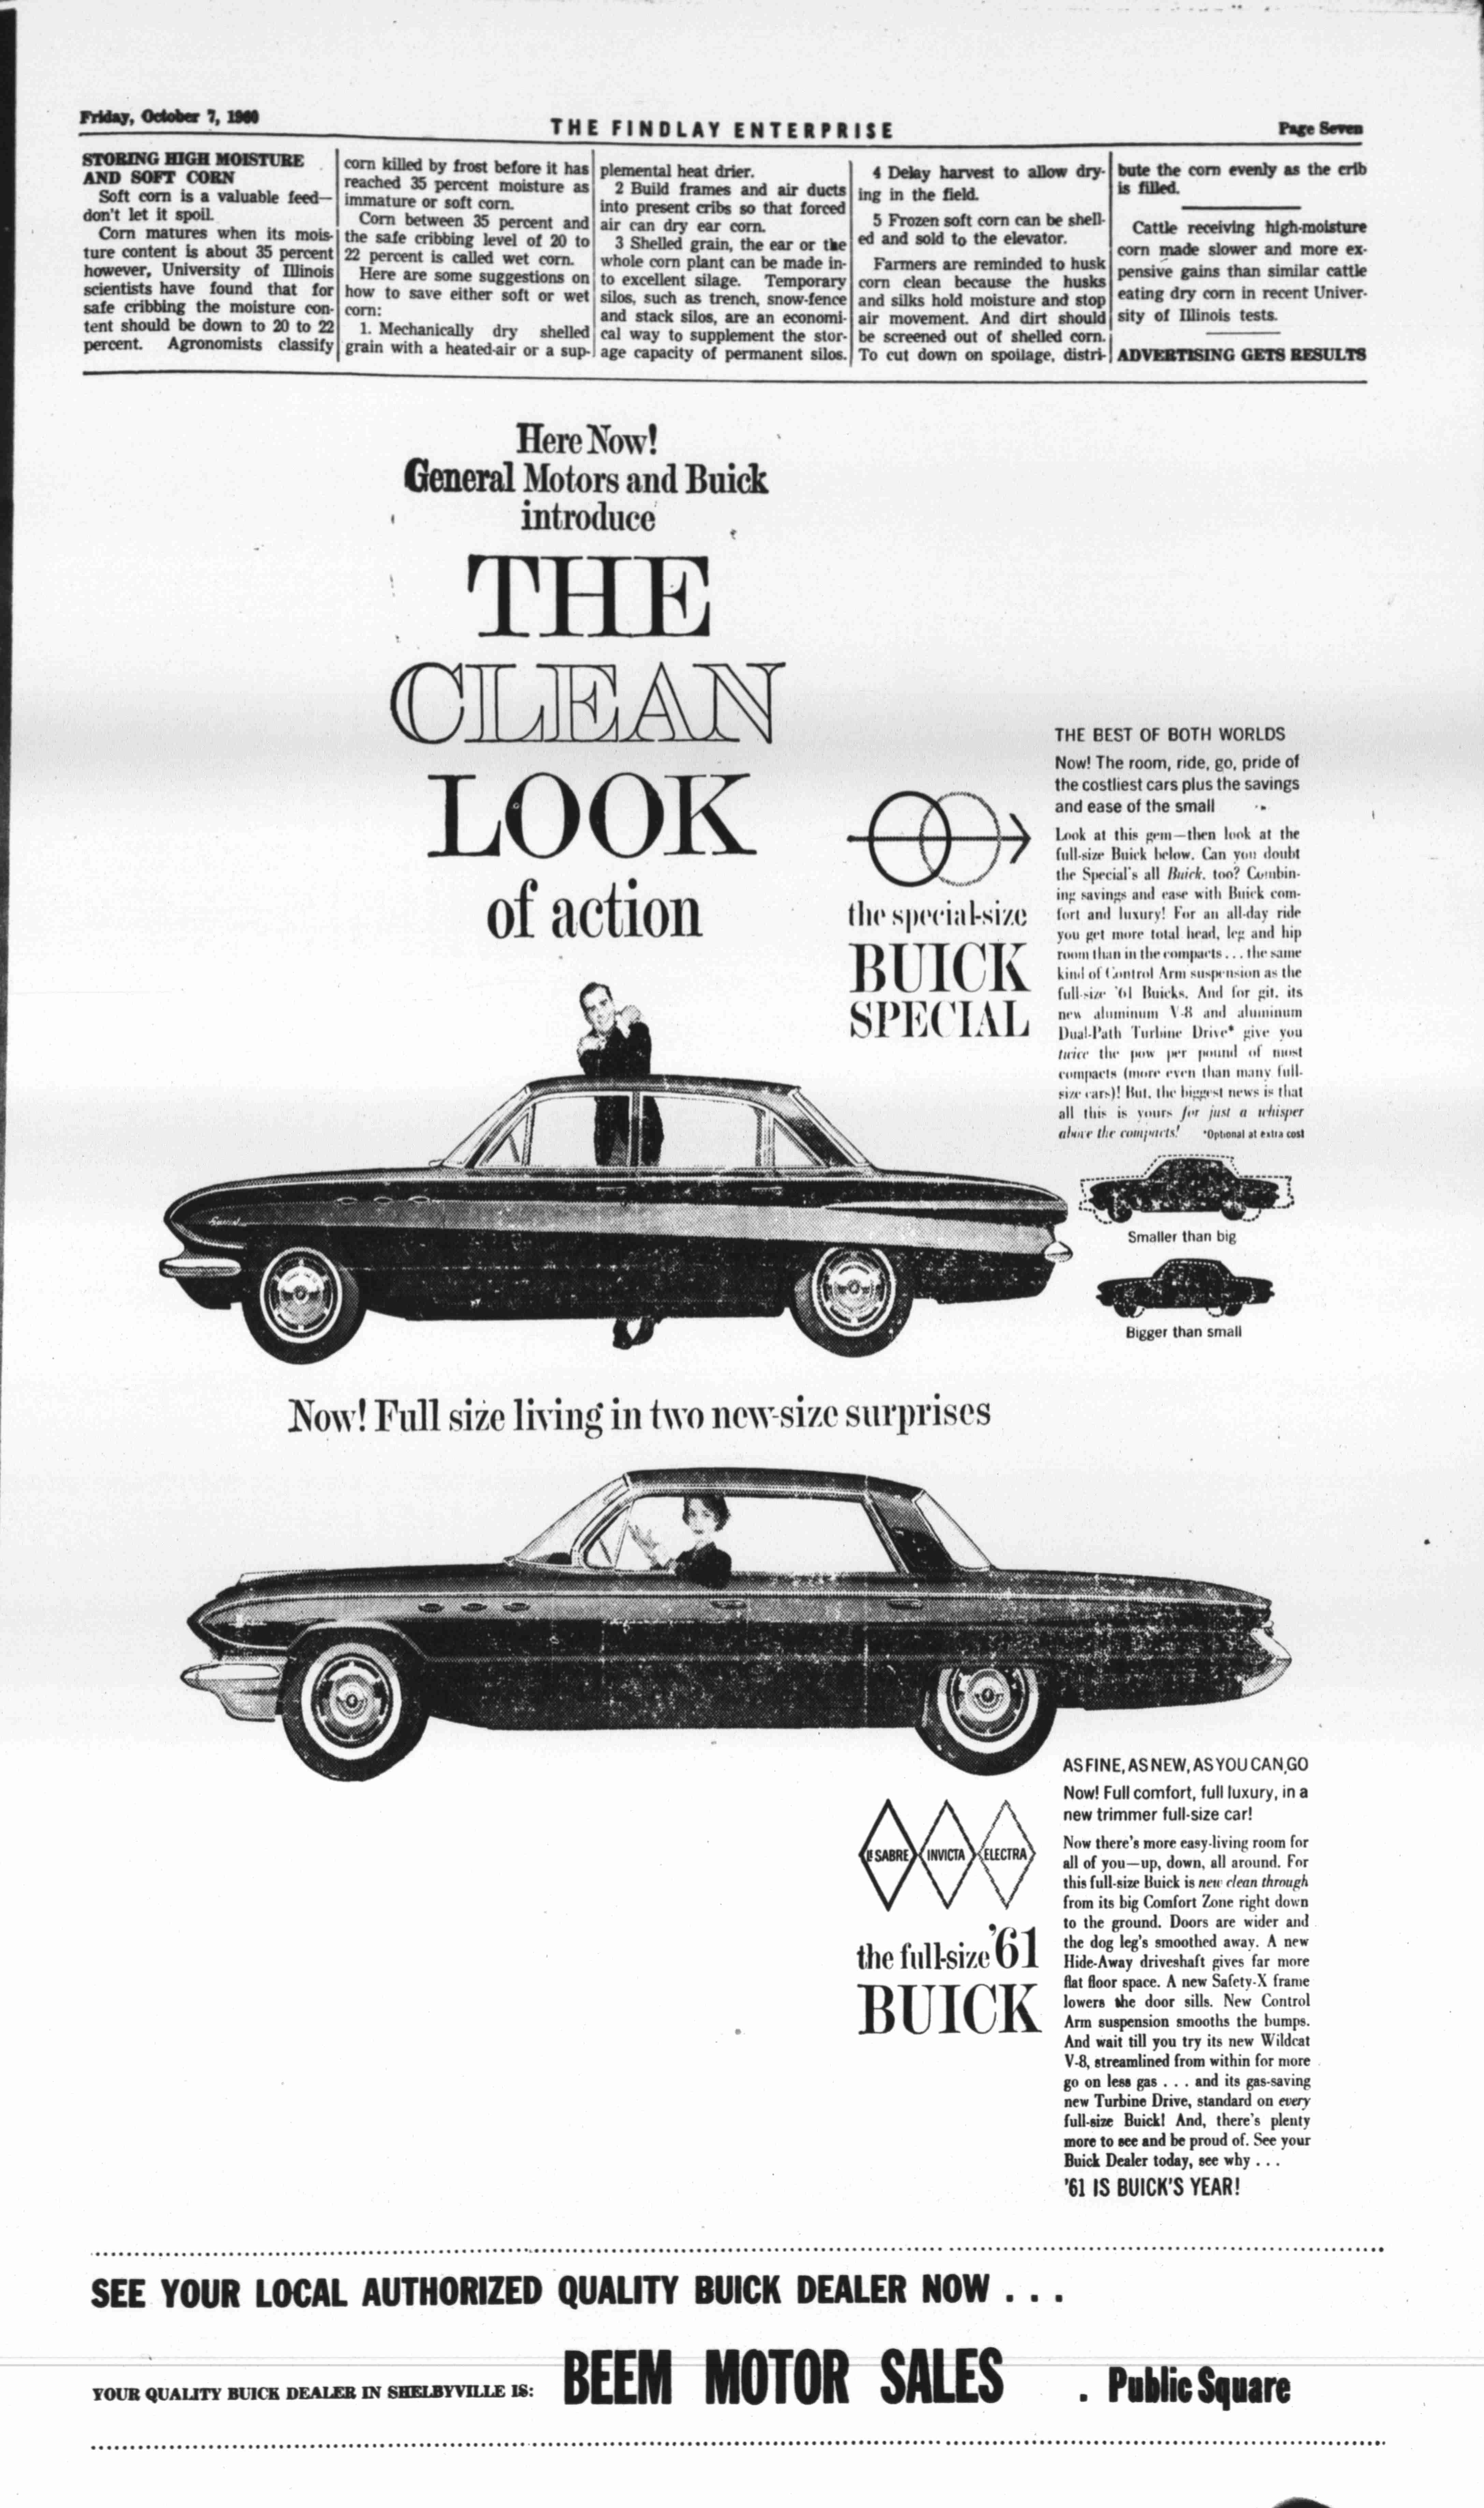 Friday, October 7, 1960
THE FINDLAY ENTERPRISE
Page Seven
STORING HIGH MOISTURE
AND SOFT CORN
Soft corn is a valuable feed—
don't let it spoil.
Corn matures when its mois-
ture content is about 35 percent
however, University of Illinois
scientists have found that for
safe cribbing the moisture con-
tent should be down to 20 to 22
percent. Agronomists classify
corn killed by frost before it has
reached 35 percent moisture as
immature or soft corn.
Corn between 35 percent and
the safe cribbing level of 20 to
22 percent is called wet corn.
Here are some suggestions on
how to save either soft or wet
corn:
1. Mechanically dry shelled
grain with a heated-air or a sup-
plemental heat drier.
2 Build frames and air ducts
into present cribs so that forced
air can dry ear corn.
3 Shelled grain, the ear or the
whole corn plant can be made in-
to excellent silage. Temporary
silos, such as trench, snow-fence
and stack silos, are an economi-
cal way to supplement the stor-
age capacity of permanent silos.
4 Delay harvest to allow dry-
ing in the field.
5 Frozen soft corn can be shell-
ed and sold to the elevator.
Farmers are reminded to husk
corn clean because the husks
and silks hold moisture and stop
air movement. And dirt should
be screened out of shelled corn.
To cut down on spoilage, distri-
bute the corn evenly as the crib
is filled.
Cattle receiving high-moisture
corn made slower and more ex-
pensive gains than similar cattle
eating dry corn in recent Univer-
sity of Illinois tests.
ADVERTISING GETS RESULTS
Here Now!
General Motors and Buick
introduce
THE
CLEAN
LOOK
of action
the special-size
BUICK
SPECIAL
THE BEST OF BOTH WORLDS
Now! The room, ride, go, pride of
the costliest cars plus the savings
and ease of the small
Look at this gem—then look at the
full-size Buick below. Can you doubt
the Special's all Buick, too? Combin-
ing savings and ease with Buick com-
fort and luxury! For an all-day ride
you get more total head, leg and hip
room than in the compacts . . . the same
kind of Control Arm suspension as the
full-size '61 Buicks. And for git, its
new aluminum V-8 and aluminum
Dual-Path Turbine Drive* give you
twice the pow per pound of most
compacts (more even than many full-
size cars)! But, the biggest news is that
all this is yours for just a whisper
above the compacts! *Optional at extra cost
Special
Smaller than big
Bigger than small
Now! Full size living in two new-size surprises
LE SABRE
INVICTA
ELECTRA
the full-size '61
BUICK
AS FINE, AS NEW, AS YOU CAN GO
Now! Full comfort, full luxury, in a
new trimmer full-size car!
Now there's more easy-living room for
all of you—up, down, all around. For
this full-size Buick is new clean through
from its big Comfort Zone right down
to the ground. Doors are wider and
the dog leg's smoothed away. A new
Hide-Away driveshaft gives far more
flat floor space. A new Safety-X frame
lowers the door sills. New Control
Arm suspension smooths the bumps.
And wait till you try its new Wildcat
V-8, streamlined from within for more
go on less gas . . . and its gas-saving
new Turbine Drive, standard on every
full-size Buick! And, there's plenty
more to see and be proud of. See your
Buick Dealer today, see why . . .
'61 IS BUICK'S YEAR!
SEE YOUR LOCAL AUTHORIZED QUALITY BUICK DEALER NOW . . .
YOUR QUALITY BUICK DEALER IN SHELBYVILLE IS:
BEEM MOTOR SALES
. Public Square